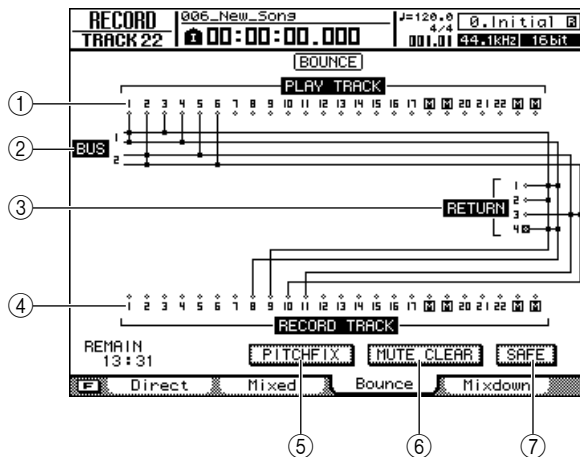 RECORD
TRACK 22
006_New_Song
00:00:00.000
♩=120.0
4/4
001.01
0.Initial R
44.1kHz 16bit
BOUNCE
PLAY TRACK
① 1 2 3 4 5 6 7 8 9 10 11 12 13 14 15 16 17 M M 20 21 22 M M
② BUS 1
2
③ RETURN 1
2
3
4
④ 1 2 3 4 5 6 7 8 9 10 11 12 13 14 15 16 17 M M 20 21 22 M M
RECORD TRACK
REMAIN
13:31
PITCHFIX MUTE CLEAR SAFE
F Direct Mixed Bounce Mixdown
⑤ ⑥ ⑦